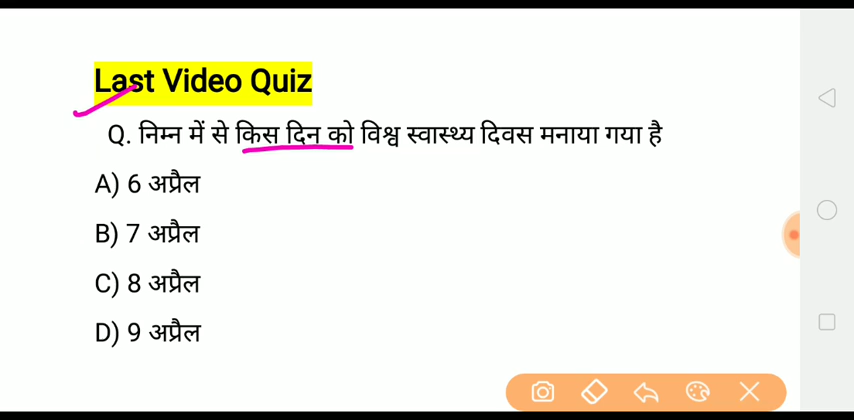 Last Video Quiz
Q. निम्न में से किस दिन को विश्व स्वास्थ्य दिवस मनाया गया है
A) 6 अप्रैल
B) 7 अप्रैल
C) 8 अप्रैल
D) 9 अप्रैल